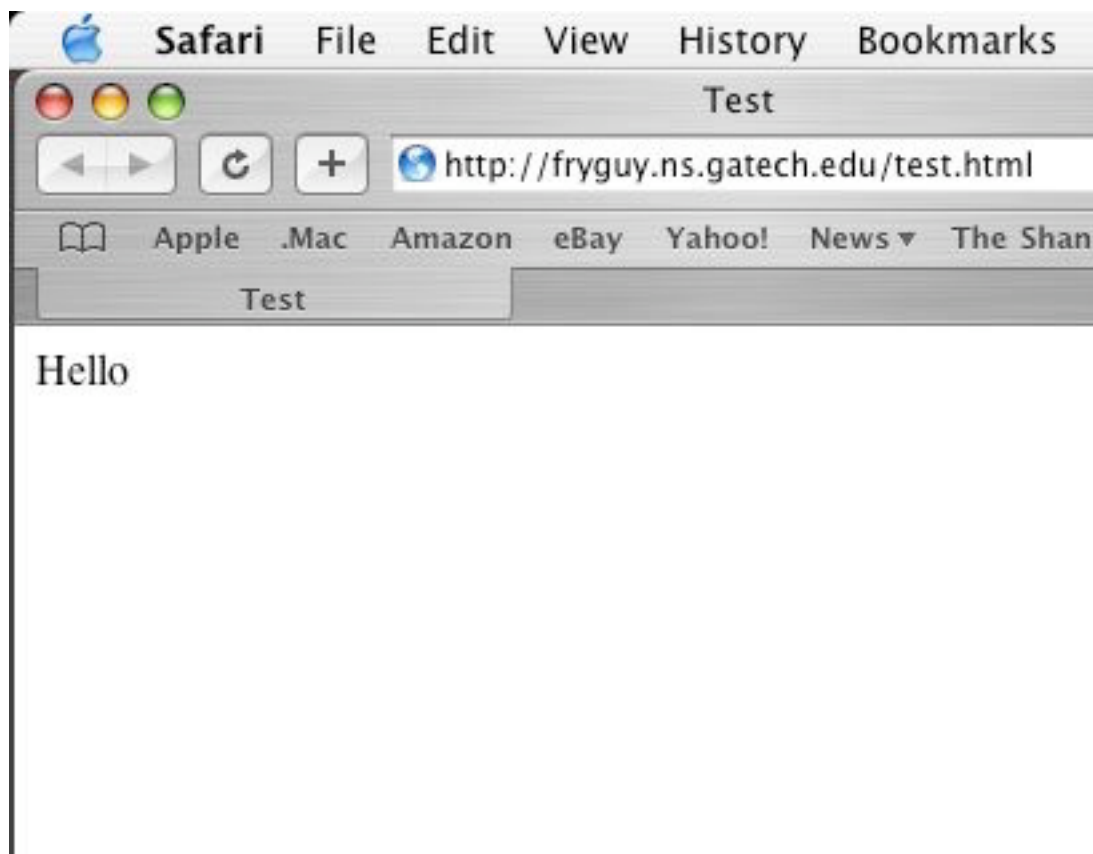 Safari File Edit View History Bookmarks
Test
http://fryguy.ns.gatech.edu/test.html
Apple .Mac Amazon eBay Yahoo! News The Shan
Test
Hello